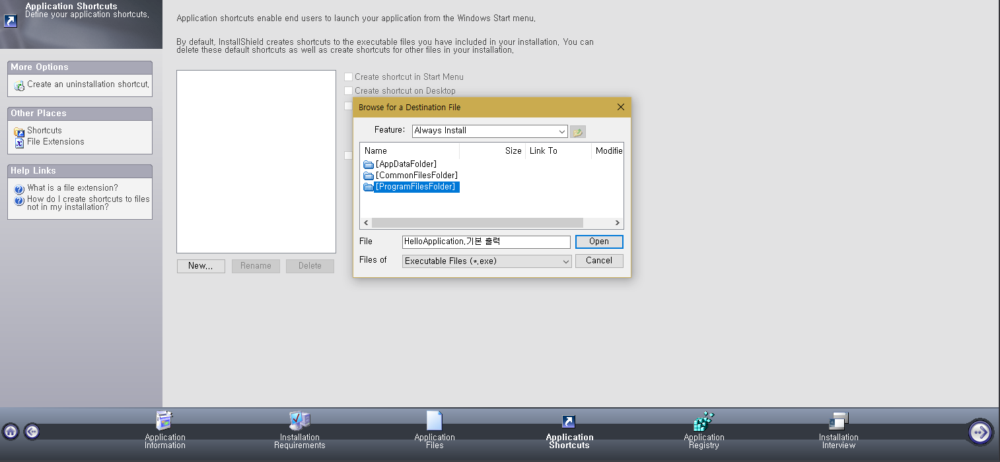 Application Shortcuts
Define your application shortcuts.
More Options
Create an uninstallation shortcut.
Other Places
Shortcuts
File Extensions
Help Links
What is a file extension?
How do I create shortcuts to files
not in my installation?
Application shortcuts enable end users to launch your application from the Windows Start menu.
By default, InstallShield creates shortcuts to the executable files you have included in your installation. You can
delete these default shortcuts as well as create shortcuts for other files in your installation.
Create shortcut in Start Menu
Create shortcut on Desktop
New...
Rename
Delete
Browse for a Destination File
Feature:
Always Install
Name
Size
Link To
Modifie
[AppDataFolder]
[CommonFilesFolder]
[ProgramFilesFolder]
File
HelloApplication.기본 출력
Open
Files of
Executable Files (*.exe)
Cancel
Application
Information
Installation
Requirements
Application
Files
Application
Shortcuts
Application
Registry
Installation
Interview